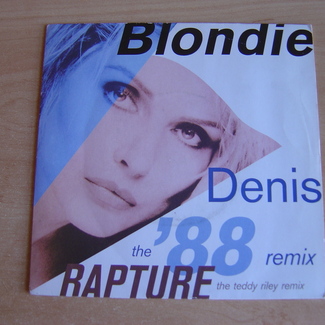 Blondie
Denis
the '88 remix
RAPTURE the teddy riley remix